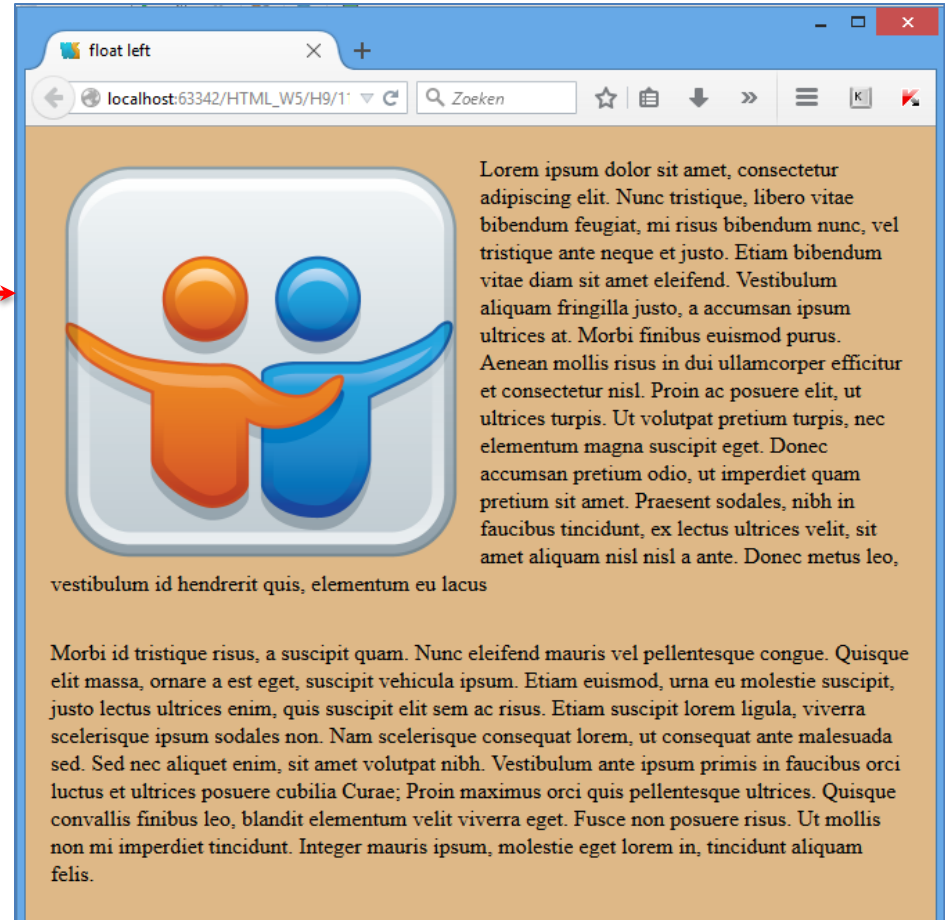 float left
localhost:63342/HTML_W5/H9/1
Zoeken
K
Lorem ipsum dolor sit amet, consectetur
adipiscing elit. Nunc tristique, libero vitae
bibendum feugiat, mi risus bibendum nunc, vel
tristique ante neque et justo. Etiam bibendum
vitae diam sit amet eleifend. Vestibulum
aliquam fringilla justo, a accumsan ipsum
ultrices at. Morbi finibus euismod purus.
Aenean mollis risus in dui ullamcorper efficitur
et consectetur nisl. Proin ac posuere elit, ut
ultrices turpis. Ut volutpat pretium turpis, nec
elementum magna suscipit eget. Donec
accumsan pretium odio, ut imperdiet quam
pretium sit amet. Praesent sodales, nibh in
faucibus tincidunt, ex lectus ultrices velit, sit
amet aliquam nisl nisl a ante. Donec metus leo,
vestibulum id hendrerit quis, elementum eu lacus
Morbi id tristique risus, a suscipit quam. Nunc eleifend mauris vel pellentesque congue. Quisque
elit massa, ornare a est eget, suscipit vehicula ipsum. Etiam euismod, urna eu molestie suscipit,
justo lectus ultrices enim, quis suscipit elit sem ac risus. Etiam suscipit lorem ligula, viverra
scelerisque ipsum sodales non. Nam scelerisque consequat lorem, ut consequat ante malesuada
sed. Sed nec aliquet enim, sit amet volutpat nibh. Vestibulum ante ipsum primis in faucibus orci
luctus et ultrices posuere cubilia Curae; Proin maximus orci quis pellentesque ultrices. Quisque
convallis finibus leo, blandit elementum velit viverra eget. Fusce non posuere risus. Ut mollis
non mi imperdiet tincidunt. Integer mauris ipsum, molestie eget lorem in, tincidunt aliquam
felis.